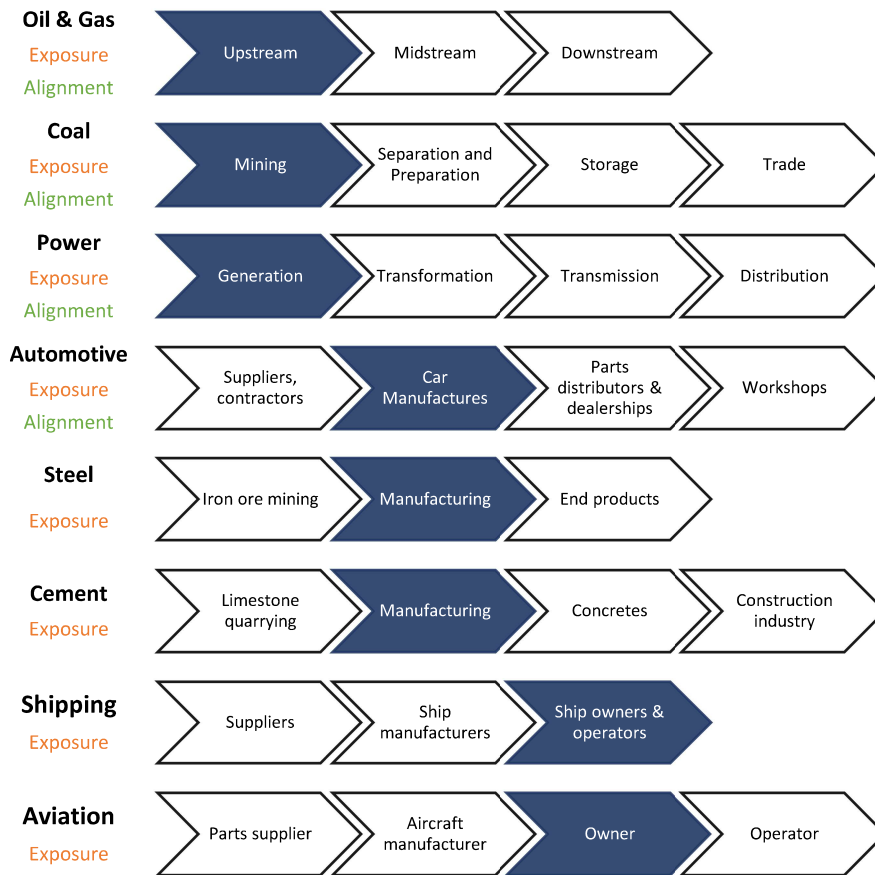 Oil & Gas
Exposure
Alignment
Upstream
Midstream
Downstream
Coal
Exposure
Alignment
Mining
Separation and
Preparation
Storage
Trade
Power
Exposure
Alignment
Generation
Transformation
Transmission
Distribution
Automotive
Exposure
Alignment
Suppliers,
contractors
Car
Manufactures
Parts
distributors &
dealerships
Workshops
Steel
Exposure
Iron ore mining
Manufacturing
End products
Cement
Exposure
Limestone
quarrying
Manufacturing
Concretes
Construction
industry
Shipping
Exposure
Suppliers
Ship
manufacturers
Ship owners &
operators
Aviation
Exposure
Parts supplier
Aircraft
manufacturer
Owner
Operator